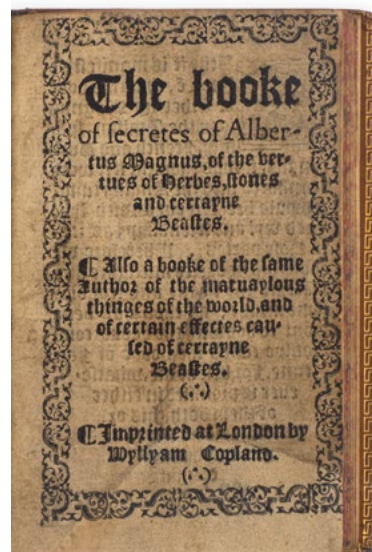 The booke
of secretes of Alber-
tus Magnus, of the ver-
tues of Herbes, stones
and certayne
Beastes.
¶ Also a booke of the same
Author of the maruaylous
thinges of the world, and
of certain effectes cau-
sed of certayne
Beastes.
(∴)
¶ Imprinted at London by
Wyllyam Copland.
(∴)